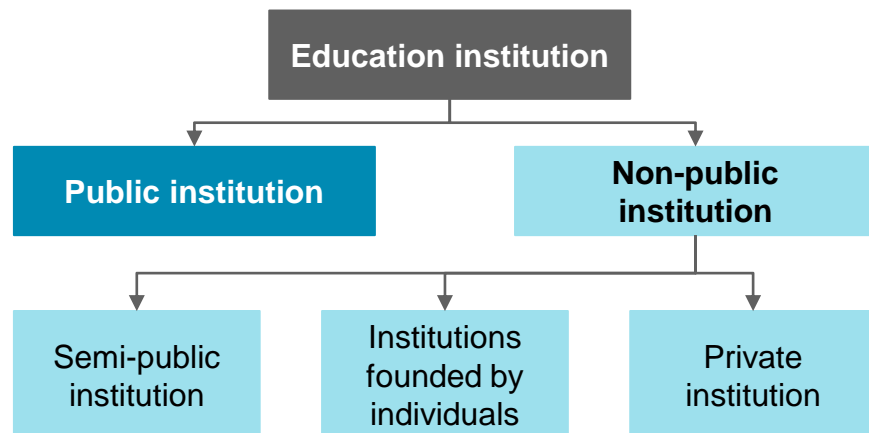 Education institution
Public institution
Non-public
institution
Semi-public
institution
Institutions
founded by
individuals
Private
institution